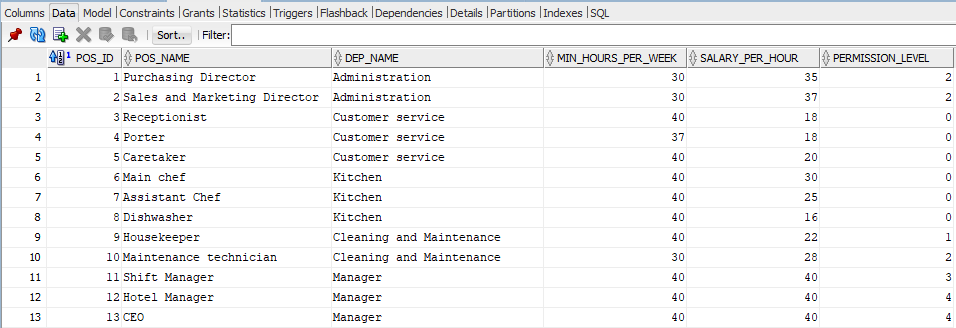 Columns Data Model Constraints Grants Statistics Triggers Flashback Dependencies Details Partitions Indexes SQL
Sort.. Filter:
1 POS_ID POS_NAME DEP_NAME MIN_HOURS_PER_WEEK SALARY_PER_HOUR PERMISSION_LEVEL
1 1 Purchasing Director Administration 30 35 2
2 2 Sales and Marketing Director Administration 30 37 2
3 3 Receptionist Customer service 40 18 0
4 4 Porter Customer service 37 18 0
5 5 Caretaker Customer service 40 20 0
6 6 Main chef Kitchen 40 30 0
7 7 Assistant Chef Kitchen 40 25 0
8 8 Dishwasher Kitchen 40 16 0
9 9 Housekeeper Cleaning and Maintenance 40 22 1
10 10 Maintenance technician Cleaning and Maintenance 30 28 2
11 11 Shift Manager Manager 40 40 3
12 12 Hotel Manager Manager 40 40 4
13 13 CEO Manager 40 40 4